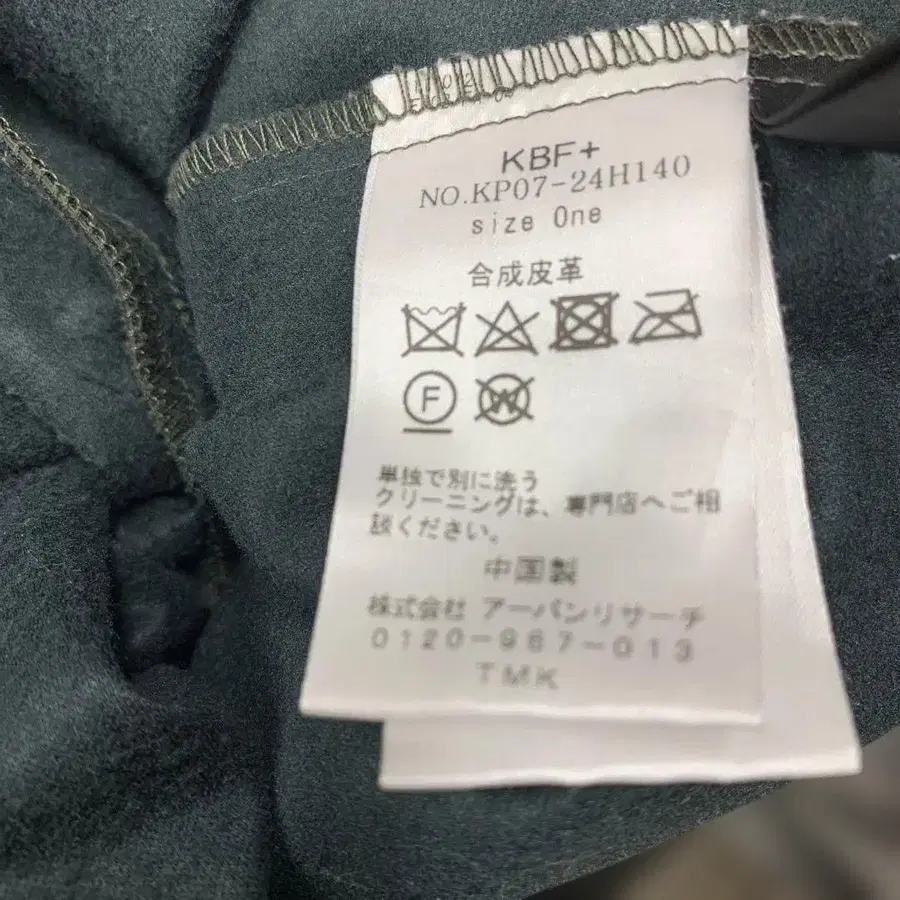 KBF+
NO.KP07-24H140
size One
合成皮革
F
W
単独で別に洗う
クリーニングは、専門店へご相
談ください。
中国製
株式会社 アーバンリサーチ
0120-967-013
TMK